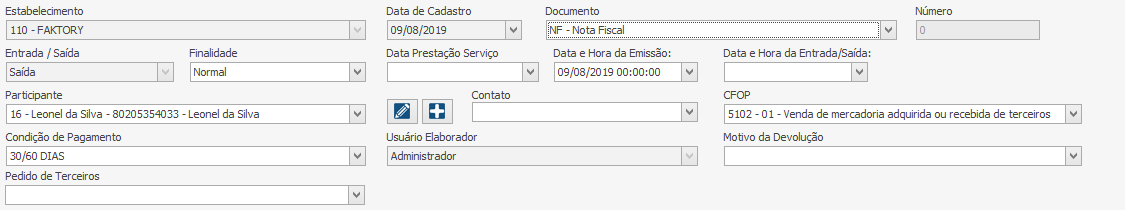 Estabelecimento Data de Cadastro Documento Número
110 - FAKTORY 09/08/2019 NF - Nota Fiscal 0
Entrada / Saída Finalidade Data Prestação Serviço Data e Hora da Emissão: Data e Hora da Entrada/Saída:
Saída Normal 09/08/2019 00:00:00
Participante Contato CFOP
16 - Leonel da Silva - 80205354033 - Leonel da Silva 5102 - 01 - Venda de mercadoria adquirida ou recebida de terceiros
Condição de Pagamento Usuário Elaborador Motivo da Devolução
30/60 DIAS Administrador
Pedido de Terceiros